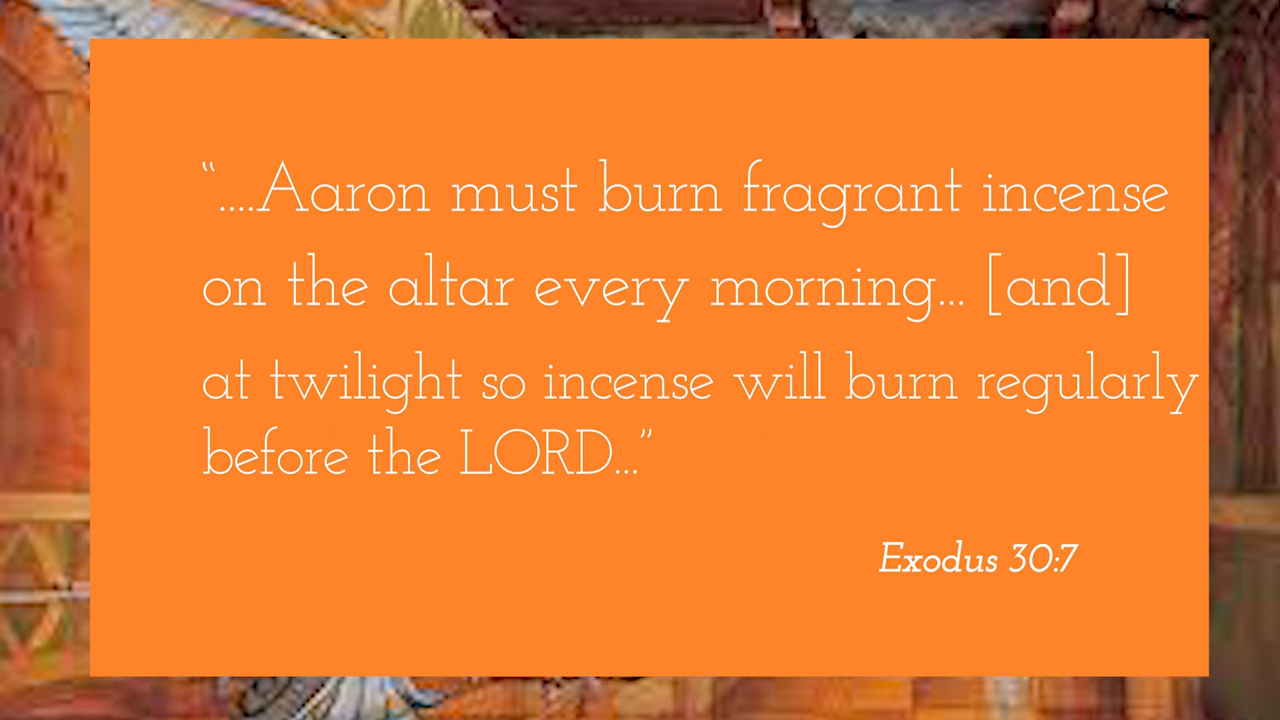 “....Aaron must burn fragrant incense
on the altar every morning... [and]
at twilight so incense will burn regularly
before the LORD...”
Exodus 30:7